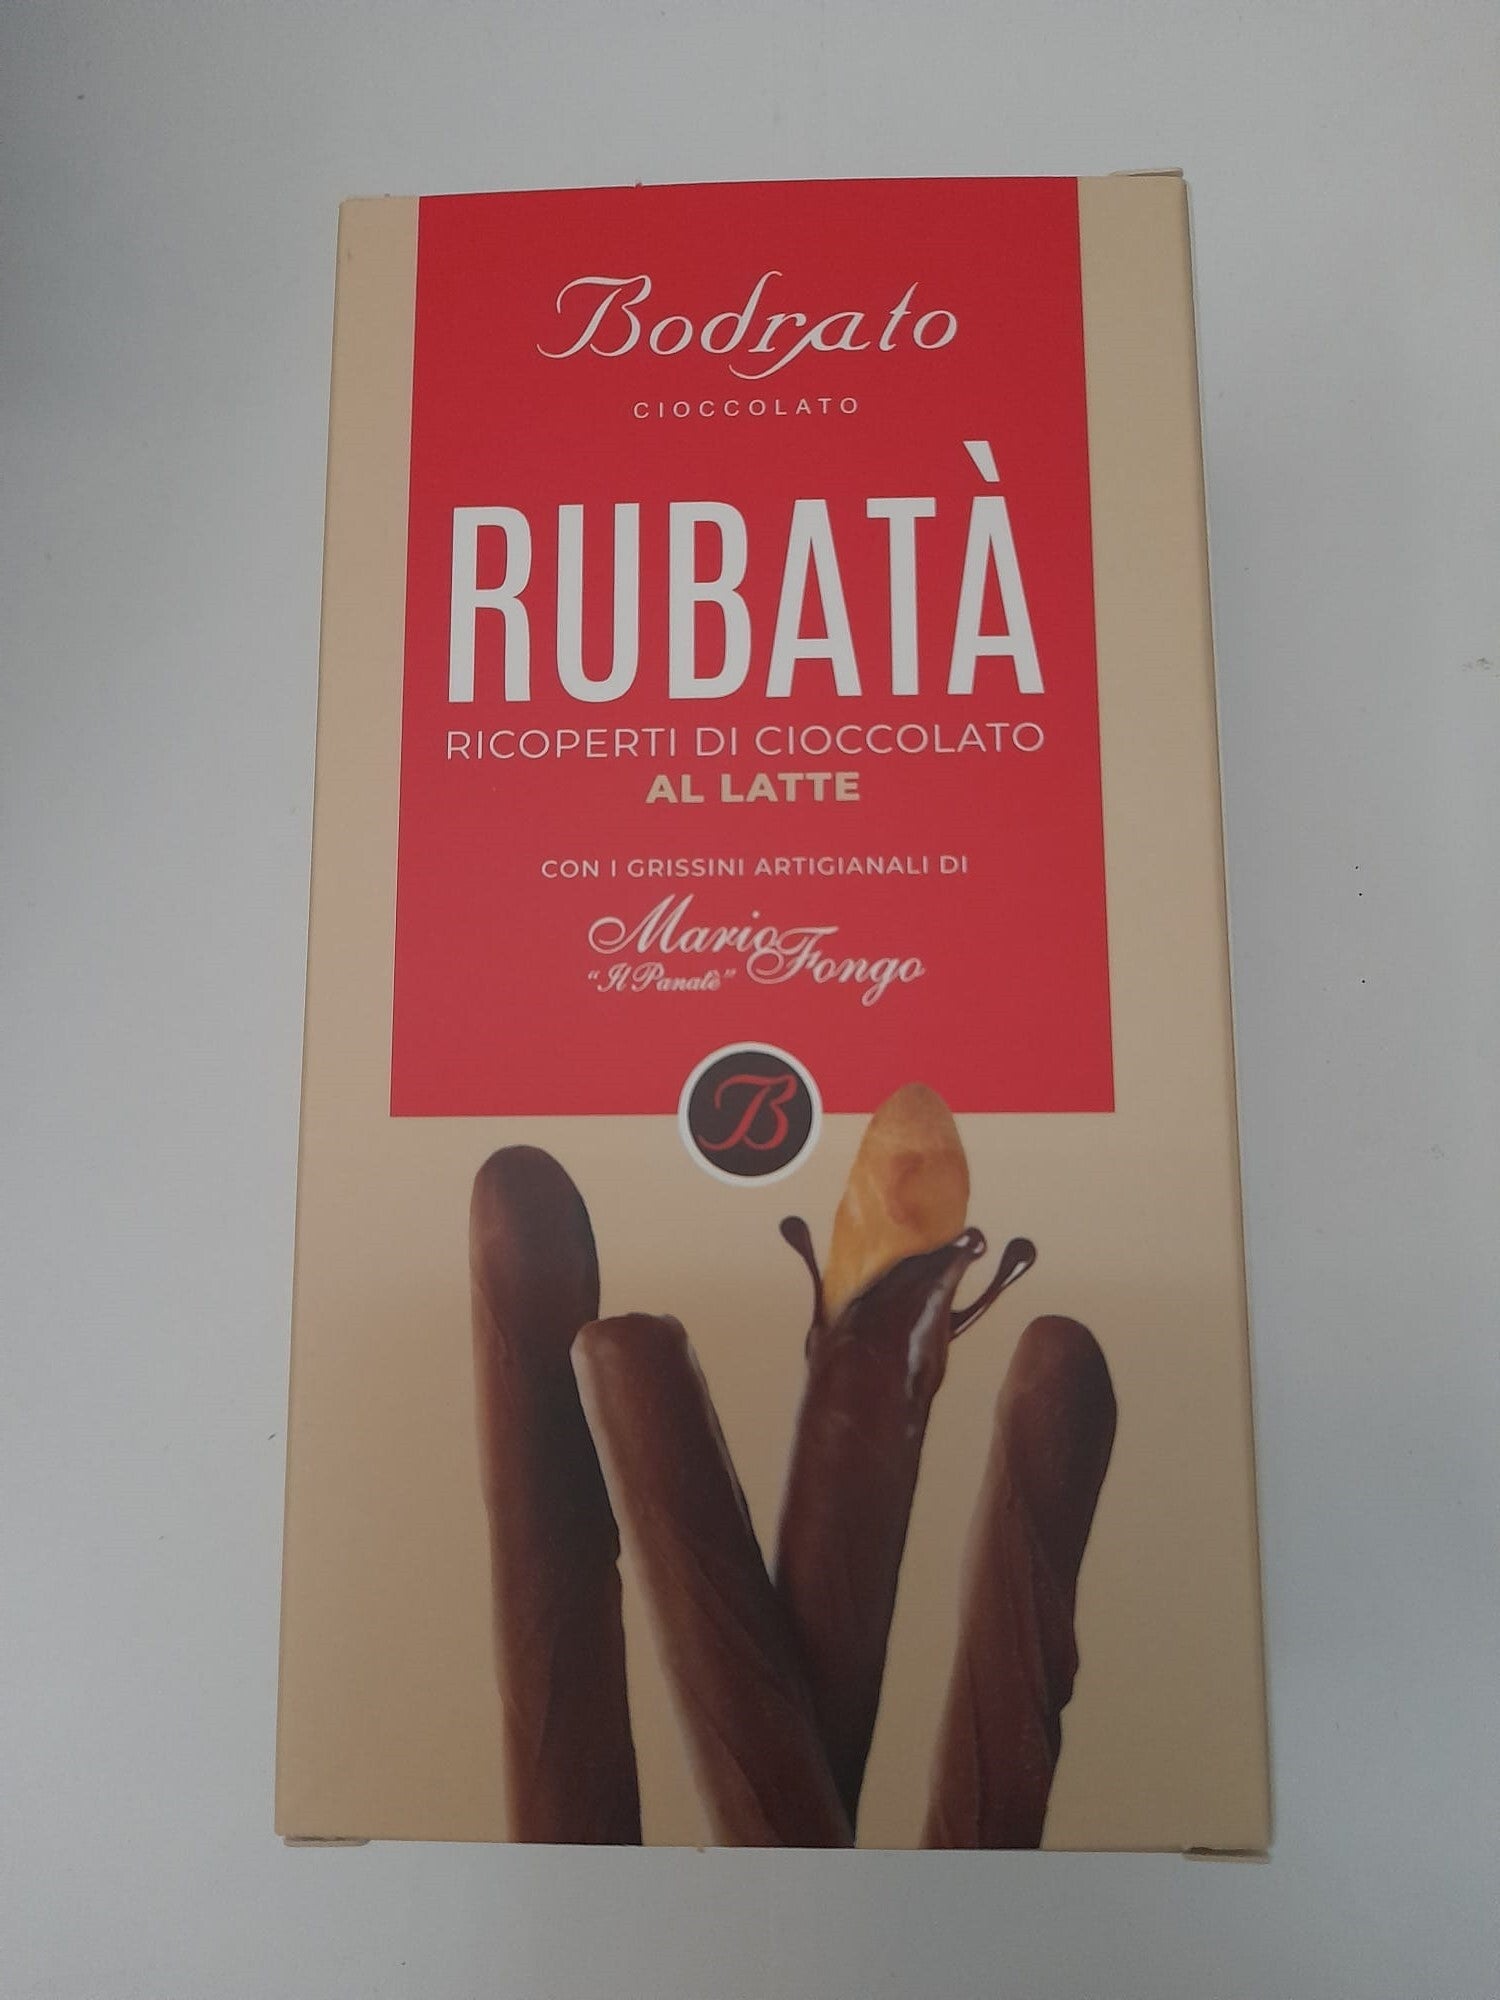 Bodrato
CIOCCOLATO
RUBATÀ
RICOPERTI DI CIOCCOLATO
AL LATTE
CON I GRISSINI ARTIGIANALI DI
Mario Fongo
"Il Panatè"
B